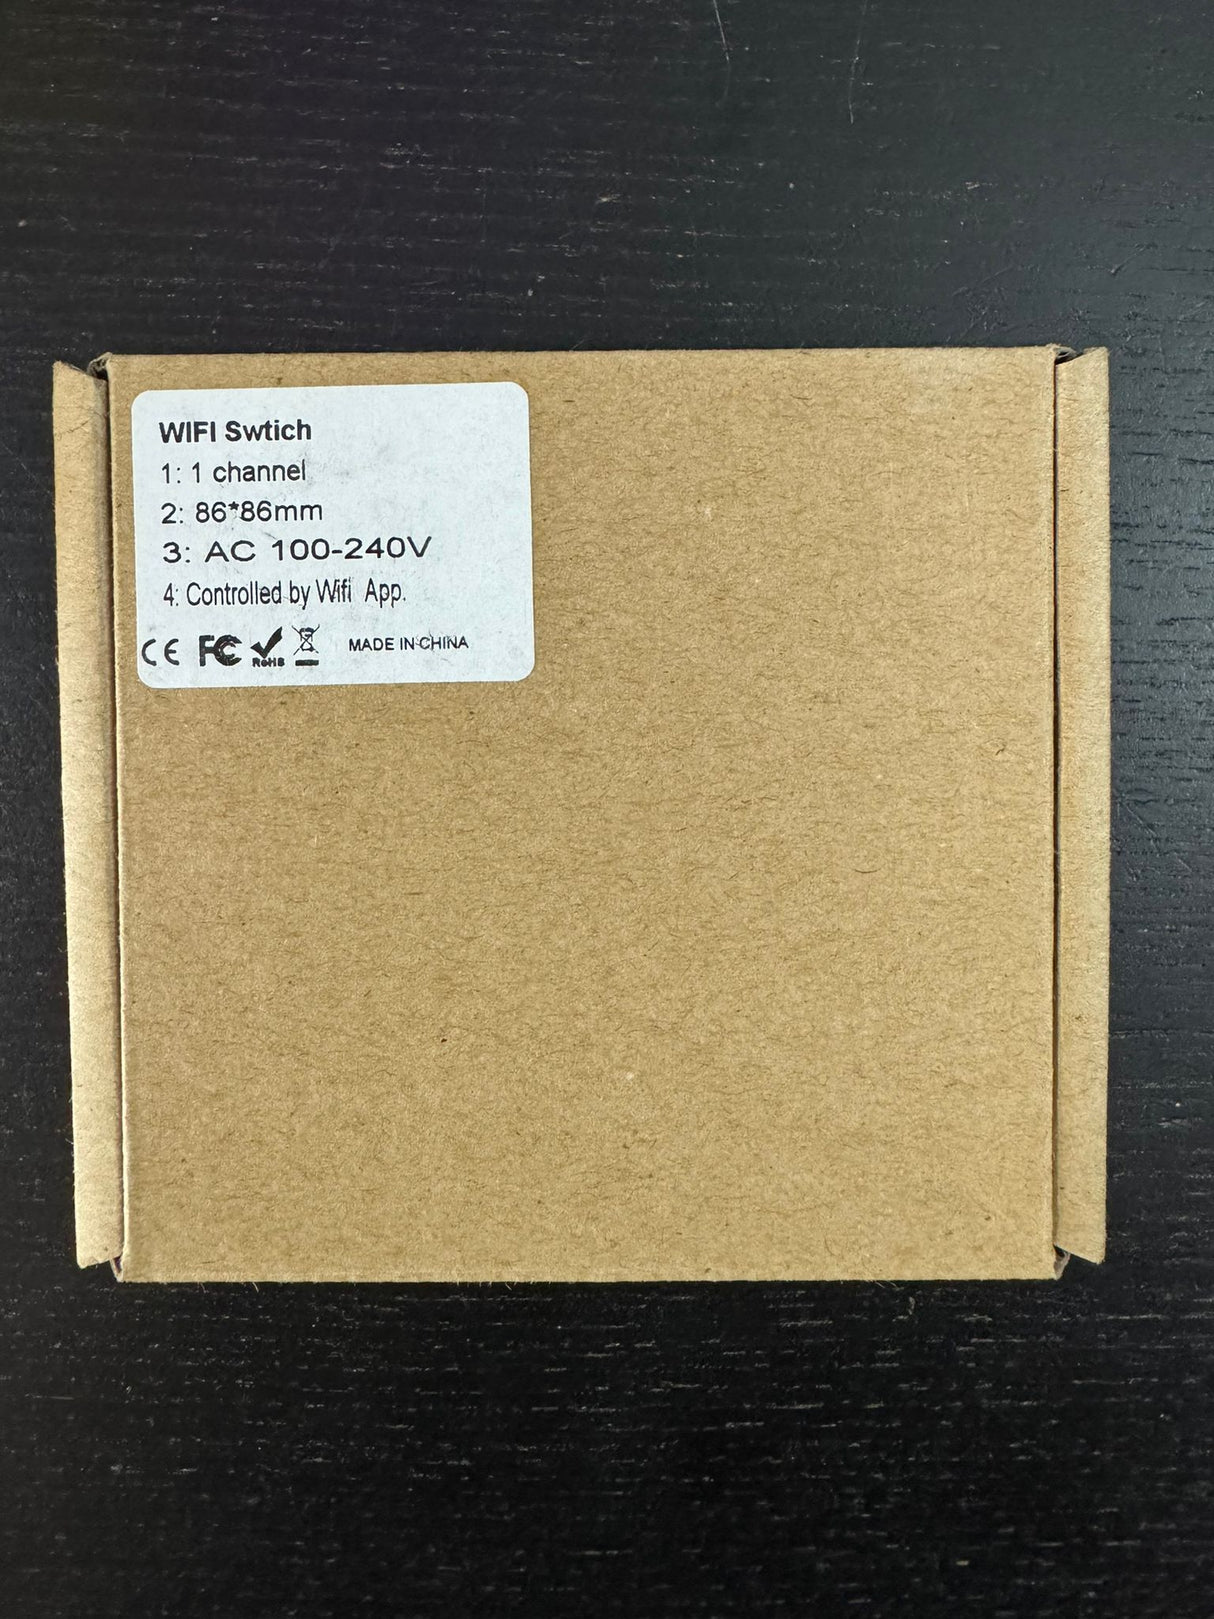 WIFI Swtich
1: 1 channel
2: 86*86mm
3: AC 100-240V
4: Controlled by Wifi App.
CE FC RoHS MADE IN CHINA